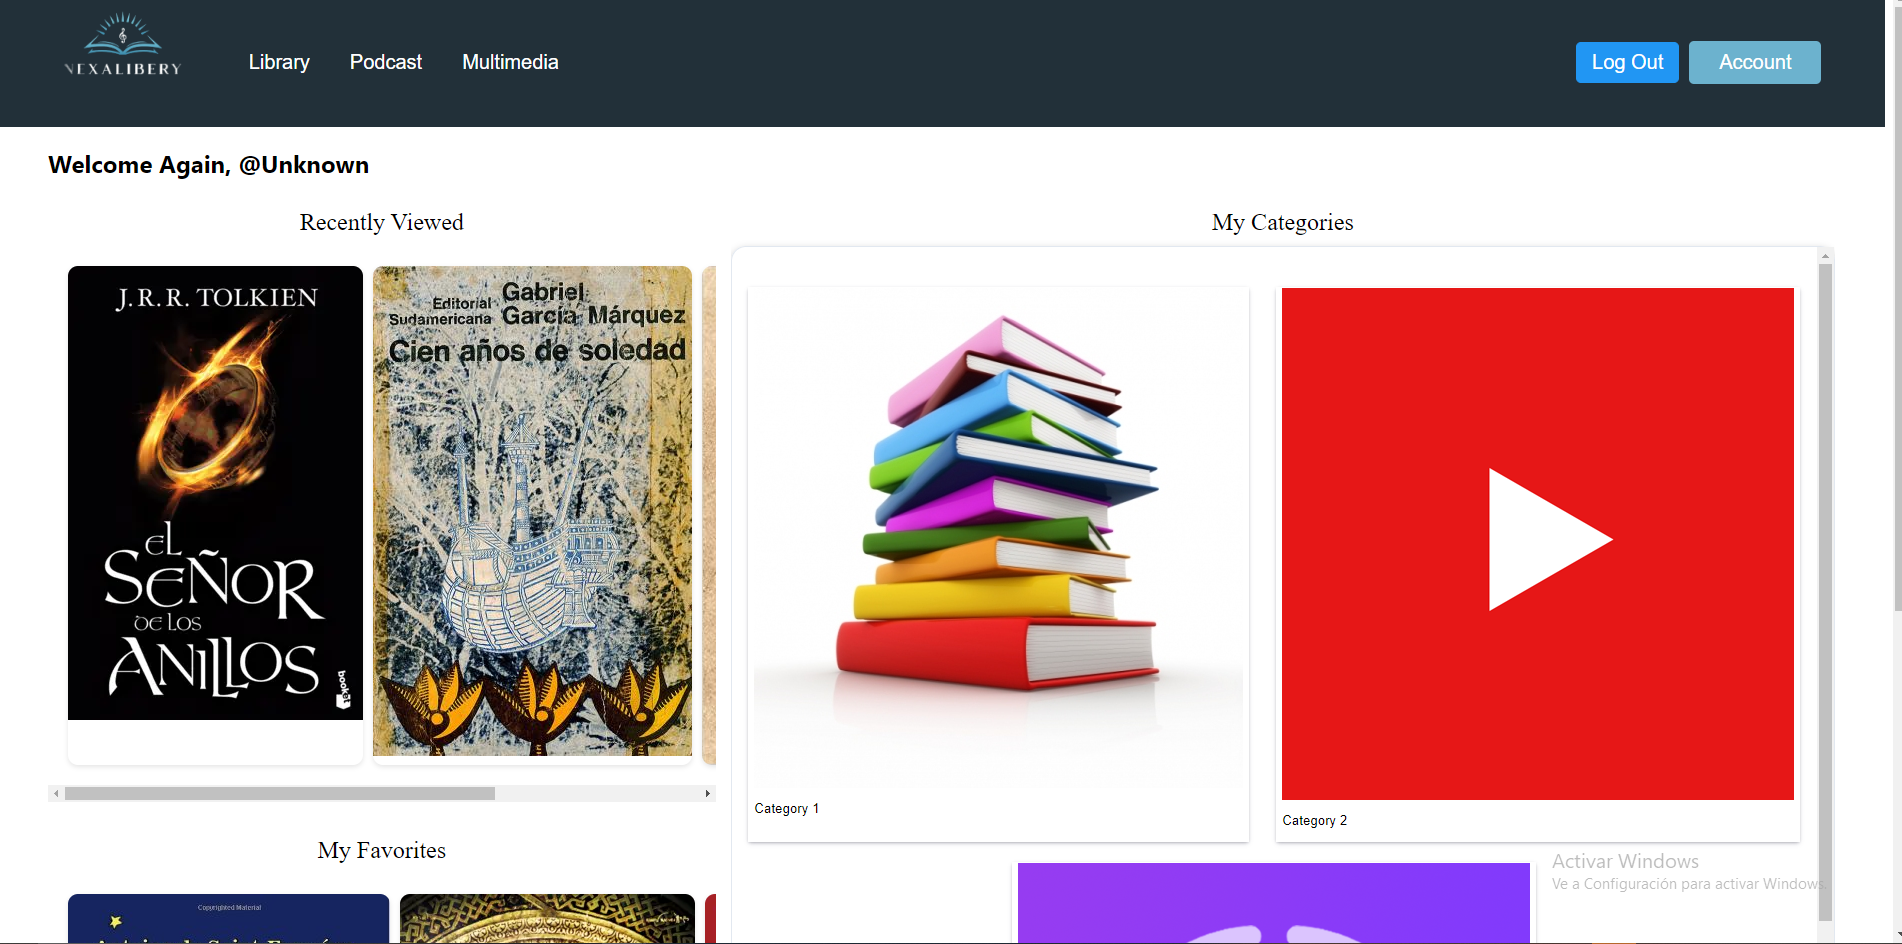 NEXALIBERY
Library
Podcast
Multimedia
Log Out
Account
Welcome Again, @Unknown
Recently Viewed
My Categories
J.R.R. TOLKIEN
EL
SEÑOR
DE LOS
ANILLOS
booket
Editorial
Sudamericana
Gabriel
García Márquez
Cien años de soledad
Category 1
Category 2
My Favorites
Copyrighted Material
Activar Windows
Ve a Configuración para activar Windows.